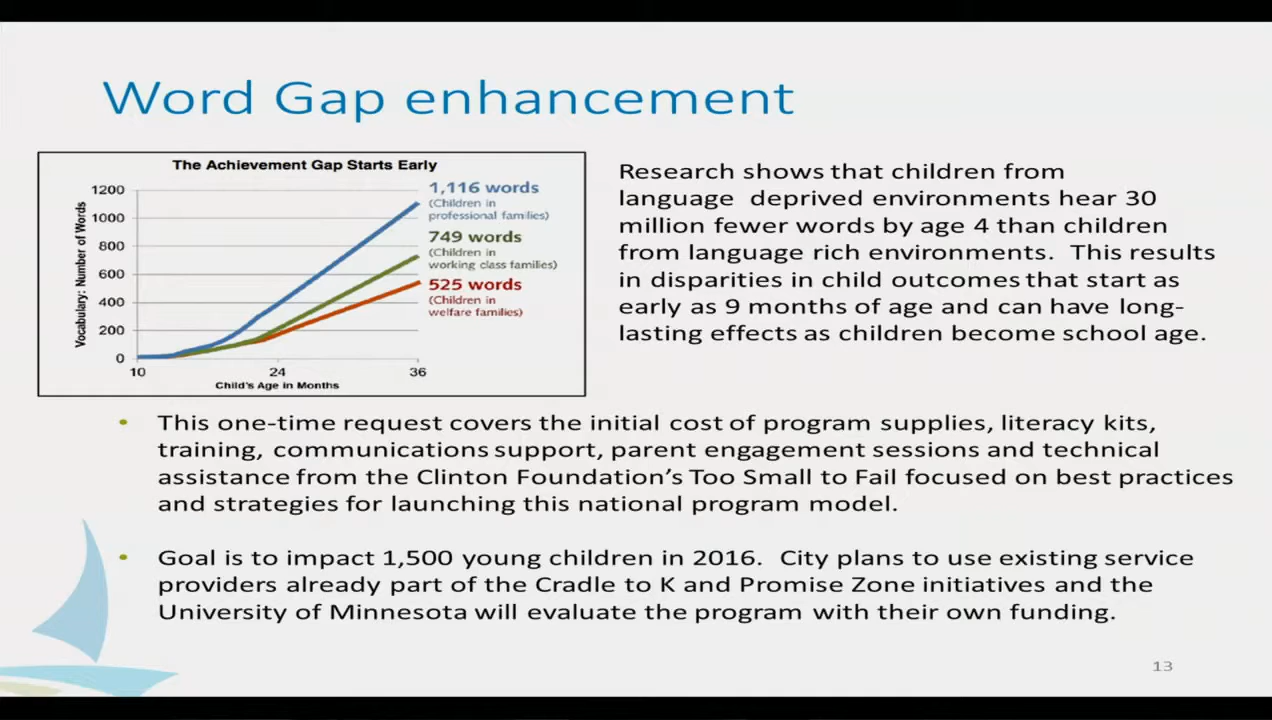 Word Gap enhancement
The Achievement Gap Starts Early
1200
1000
800
600
400
200
0
Vocabulary: Number of Words
10
24
36
Child's Age in Months
1,116 words
(Children in
professional families)
749 words
(Children in
working class families)
525 words
(Children in
welfare families)
Research shows that children from
language deprived environments hear 30
million fewer words by age 4 than children
from language rich environments. This results
in disparities in child outcomes that start as
early as 9 months of age and can have long-
lasting effects as children become school age.
• This one-time request covers the initial cost of program supplies, literacy kits,
training, communications support, parent engagement sessions and technical
assistance from the Clinton Foundation's Too Small to Fail focused on best practices
and strategies for launching this national program model.
• Goal is to impact 1,500 young children in 2016. City plans to use existing service
providers already part of the Cradle to K and Promise Zone initiatives and the
University of Minnesota will evaluate the program with their own funding.
13